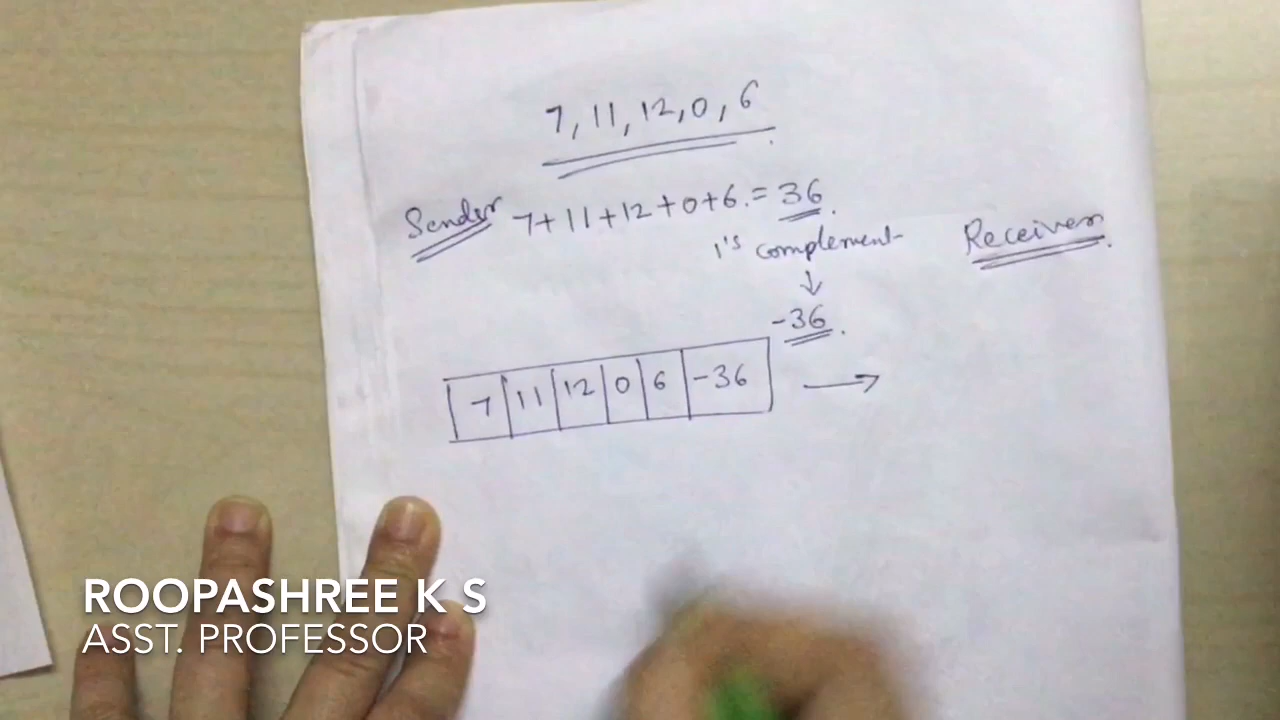 7, 11, 12, 0, 6
Sender 7+11+12+0+6.=36.
1's complement
Receiver.
↓
-36.
7 11 12 0 6 -36 →
ROOPASHREE K S
ASST. PROFESSOR